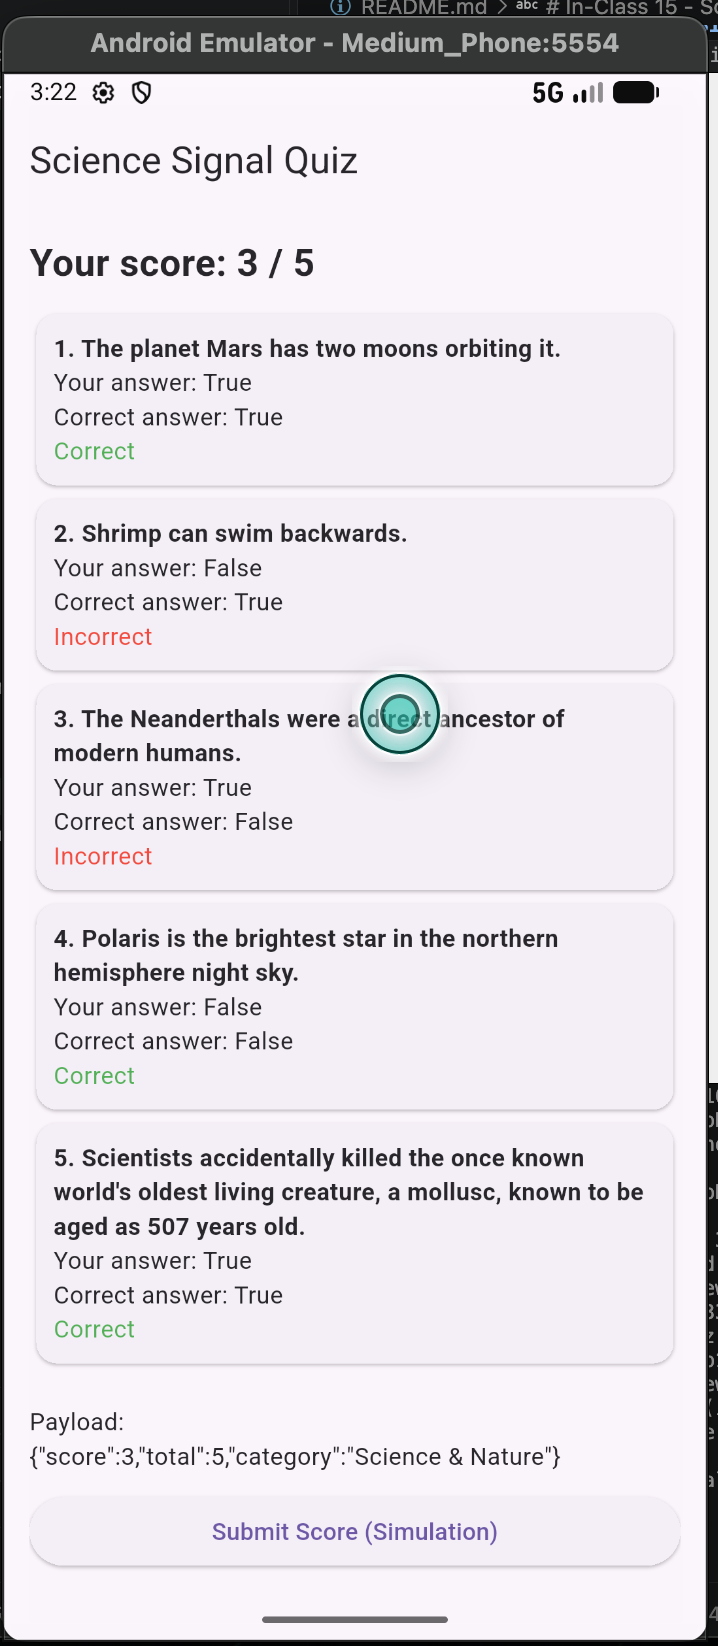 README.md > abc # In-Class 15 - Sc
Android Emulator - Medium_Phone:5554
3:22 5G
Science Signal Quiz
Your score: 3 / 5
1. The planet Mars has two moons orbiting it.
Your answer: True
Correct answer: True
Correct
2. Shrimp can swim backwards.
Your answer: False
Correct answer: True
Incorrect
3. The Neanderthals were a direct ancestor of
modern humans.
Your answer: True
Correct answer: False
Incorrect
4. Polaris is the brightest star in the northern
hemisphere night sky.
Your answer: False
Correct answer: False
Correct
5. Scientists accidentally killed the once known
world's oldest living creature, a mollusc, known to be
aged as 507 years old.
Your answer: True
Correct answer: True
Correct
Payload:
{"score":3,"total":5,"category":"Science & Nature"}
Submit Score (Simulation)